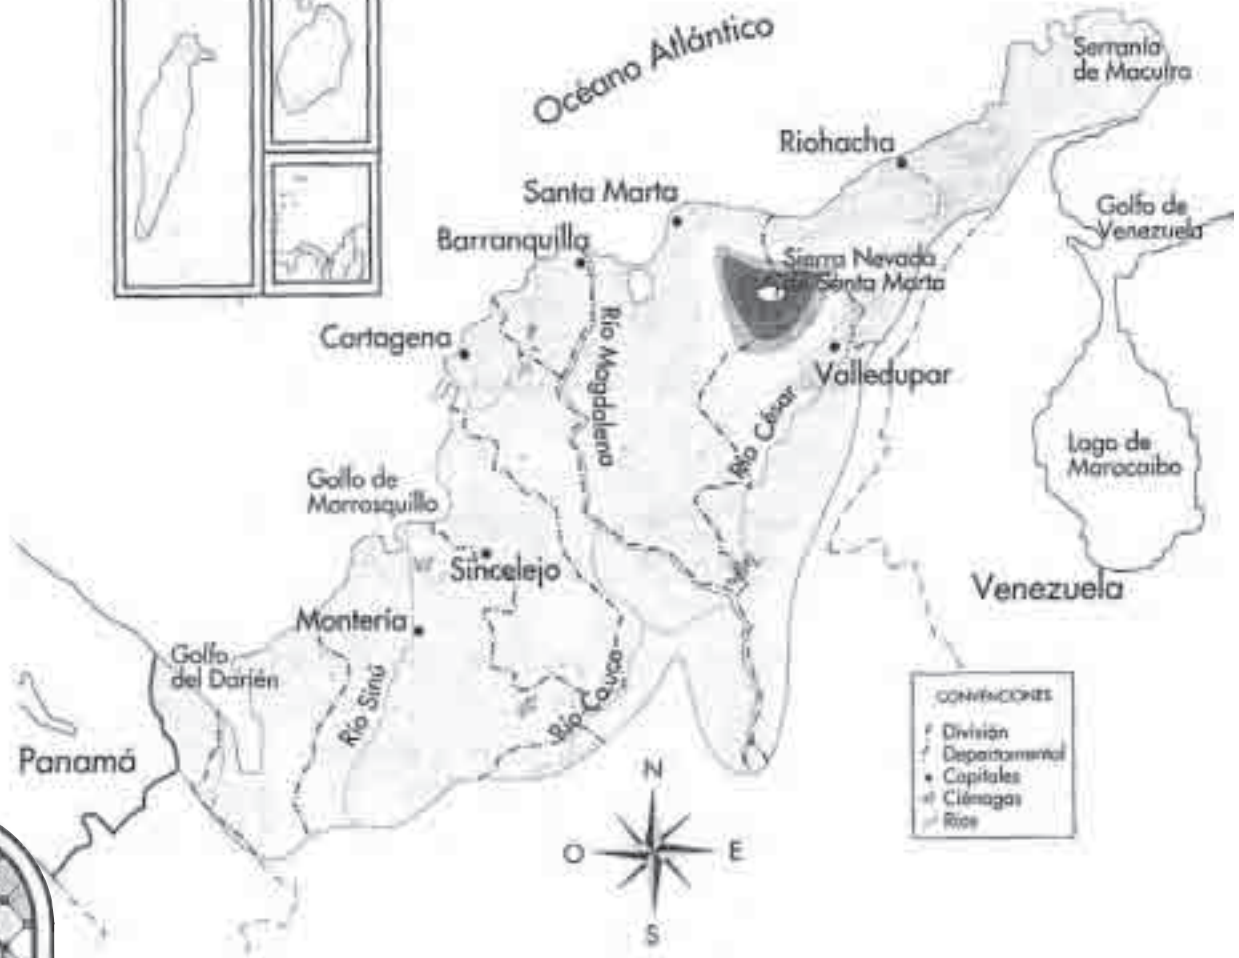 Océano Atlántico
Serranía
de Macuira
Riohacha
Santa Marta
Golfo de
Venezuela
Barranquilla
Sierra Nevada
de Santa Marta
Cartagena
Río Magdalena
Valledupar
Río César
Lago de
Maracaibo
Golfo de
Morrosquillo
Sincelejo
Venezuela
Montería
Golfo
del Darién
Río Sinú
Río Cauca
Panamá
CONVENCIONES
División
Departamental
Capitales
Ciénagas
Ríos
N
O
E
S